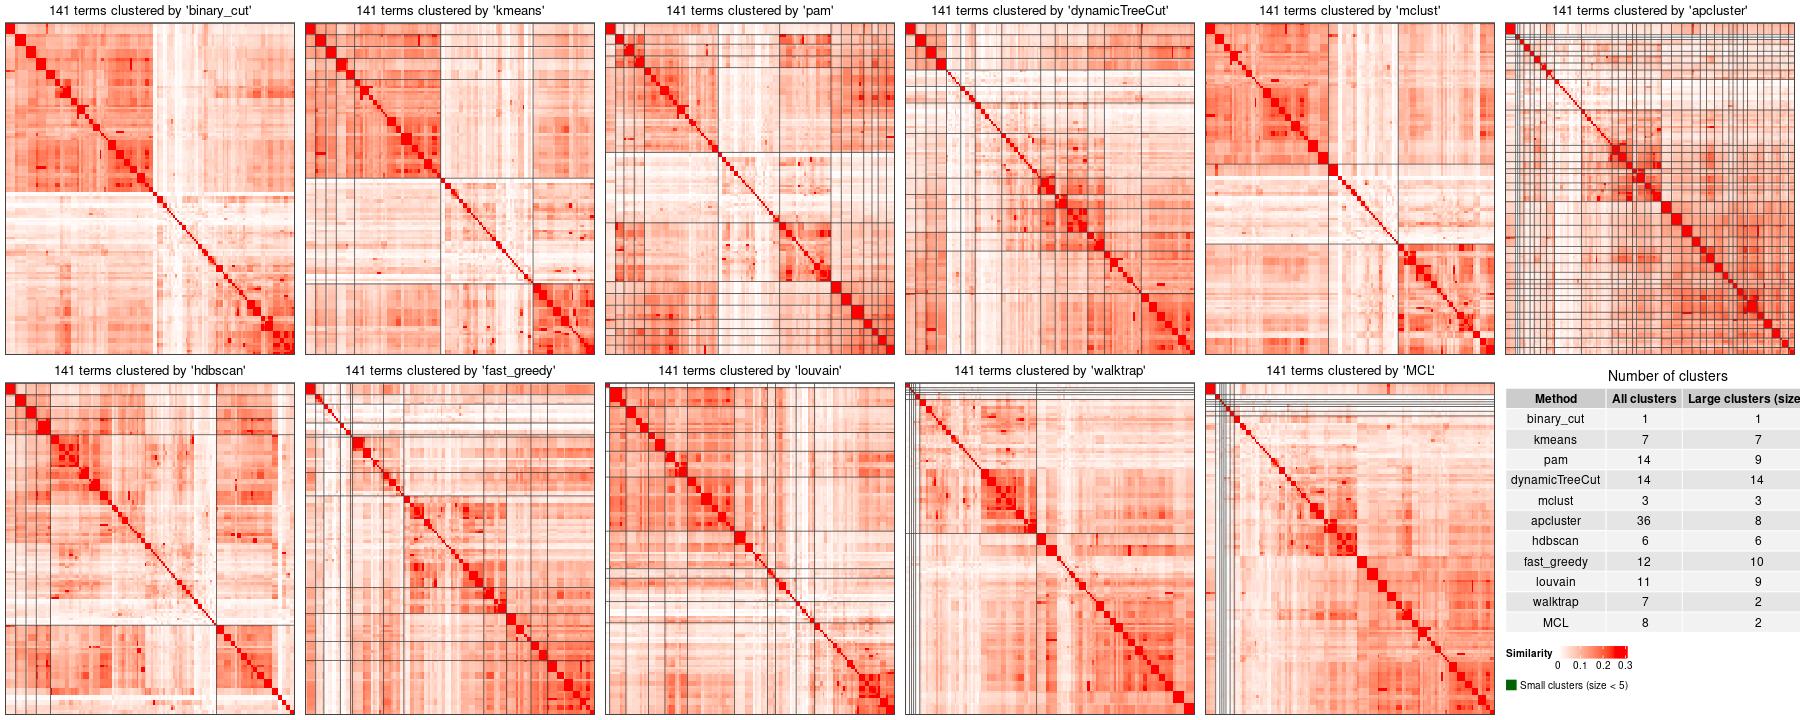 141 terms clustered by 'binary_cut'
141 terms clustered by 'kmeans'
141 terms clustered by 'pam'
141 terms clustered by 'dynamicTreeCut'
141 terms clustered by 'mclust'
141 terms clustered by 'apcluster'
141 terms clustered by 'hdbscan'
141 terms clustered by 'fast_greedy'
141 terms clustered by 'louvain'
141 terms clustered by 'walktrap'
141 terms clustered by 'MCL'
Number of clusters
Method All clusters Large clusters (size
binary_cut 1 1
kmeans 7 7
pam 14 9
dynamicTreeCut 14 14
mclust 3 3
apcluster 36 8
hdbscan 6 6
fast_greedy 12 10
louvain 11 9
walktrap 7 2
MCL 8 2
Similarity
0 0.1 0.2 0.3
Small clusters (size < 5)